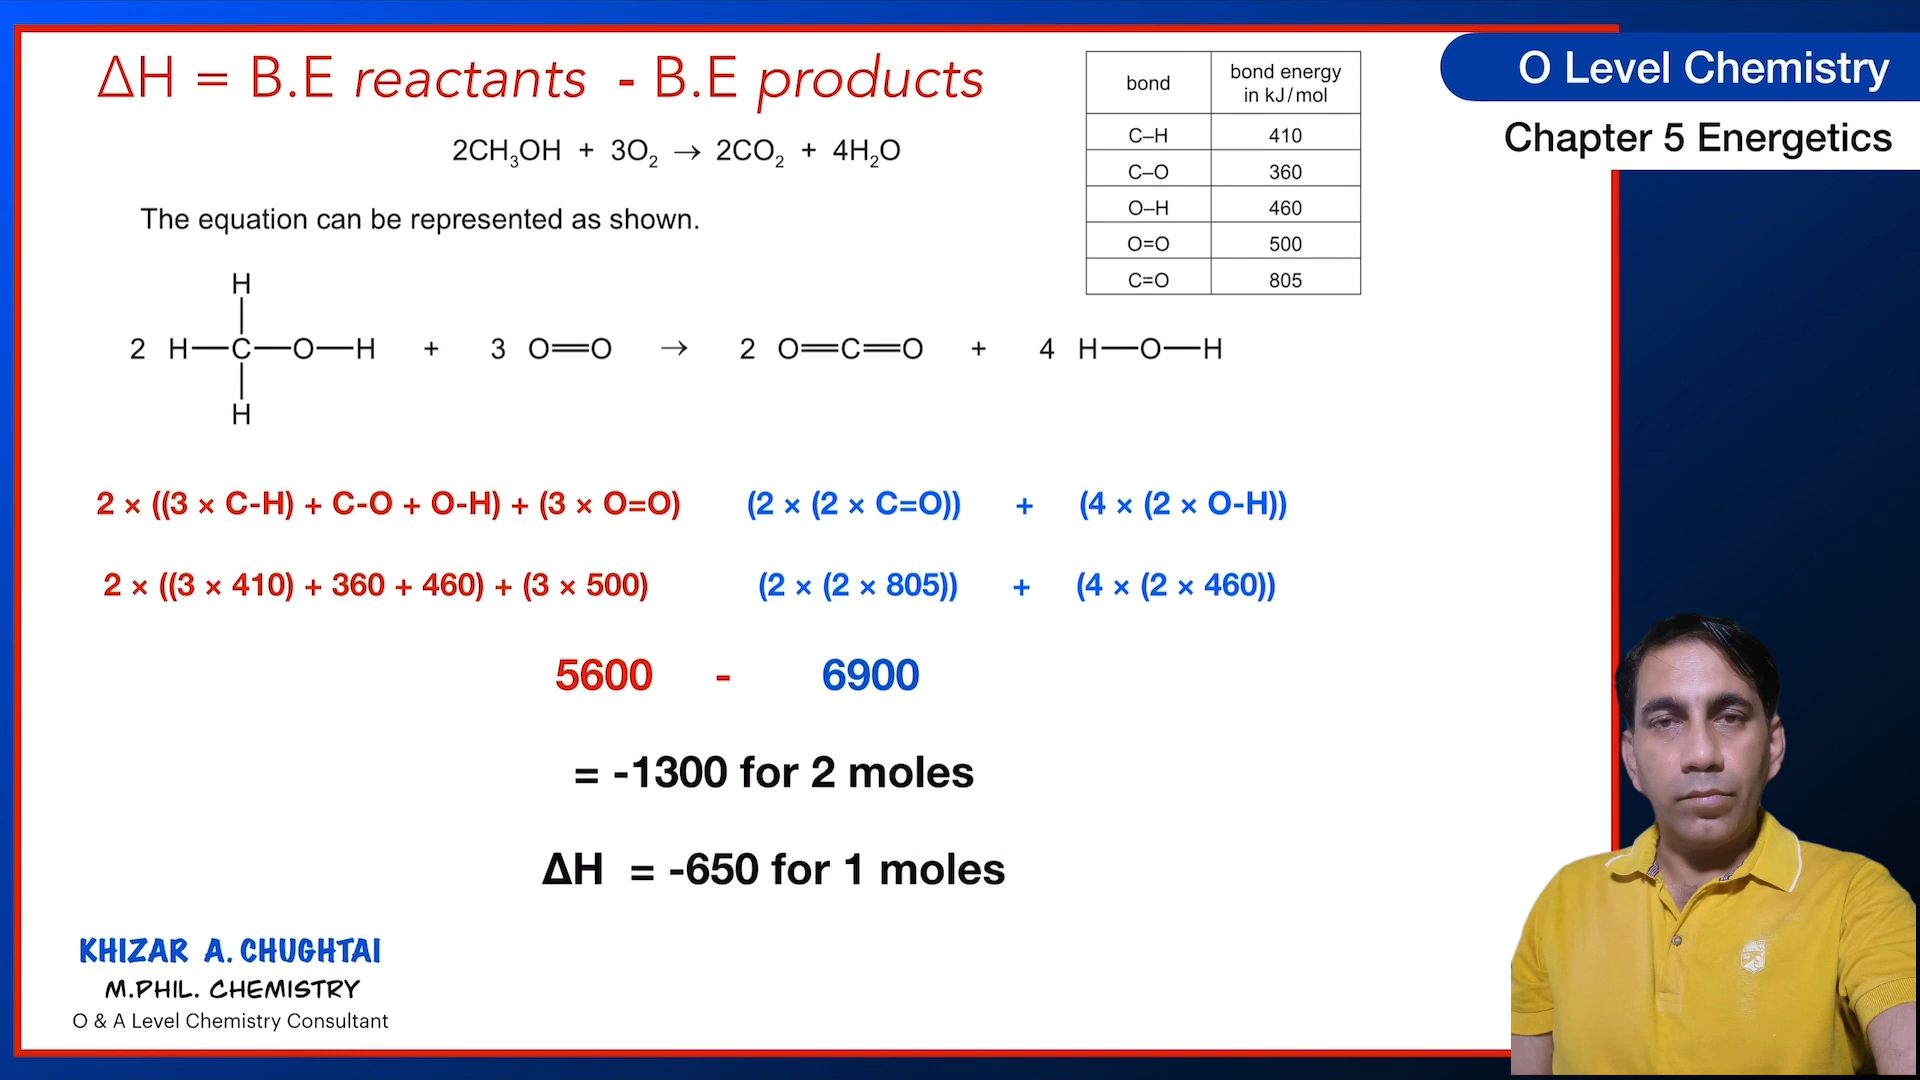 ΔH = B.E reactants - B.E products
O Level Chemistry
Chapter 5 Energetics
2CH₃OH + 3O₂ → 2CO₂ + 4H₂O
bond | bond energy in kJ/mol
C–H | 410
C–O | 360
O–H | 460
O=O | 500
C=O | 805
The equation can be represented as shown.
H
2 H—C—O—H + 3 O=O → 2 O=C=O + 4 H—O—H
H
2 × ((3 × C-H) + C-O + O-H) + (3 × O=O) (2 × (2 × C=O)) + (4 × (2 × O-H))
2 × ((3 × 410) + 360 + 460) + (3 × 500) (2 × (2 × 805)) + (4 × (2 × 460))
5600 - 6900
= -1300 for 2 moles
ΔH = -650 for 1 moles
KHIZAR A. CHUGHTAI
M.PHIL. CHEMISTRY
O & A Level Chemistry Consultant